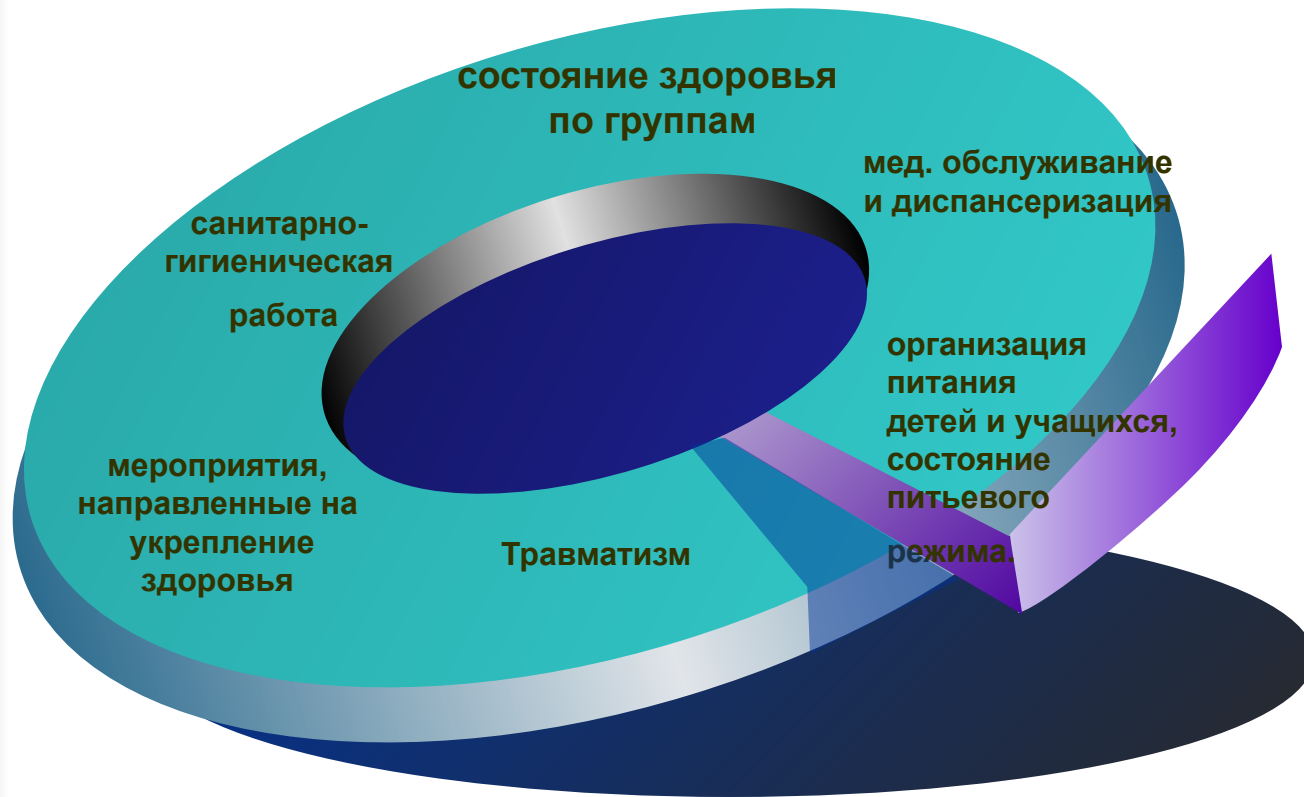 состояние здоровья
по группам
мед. обслуживание
и диспансеризация
санитарно-
гигиеническая
работа
организация
питания
детей и учащихся,
состояние
питьевого
режима.
мероприятия,
направленные на
укрепление
здоровья
Травматизм